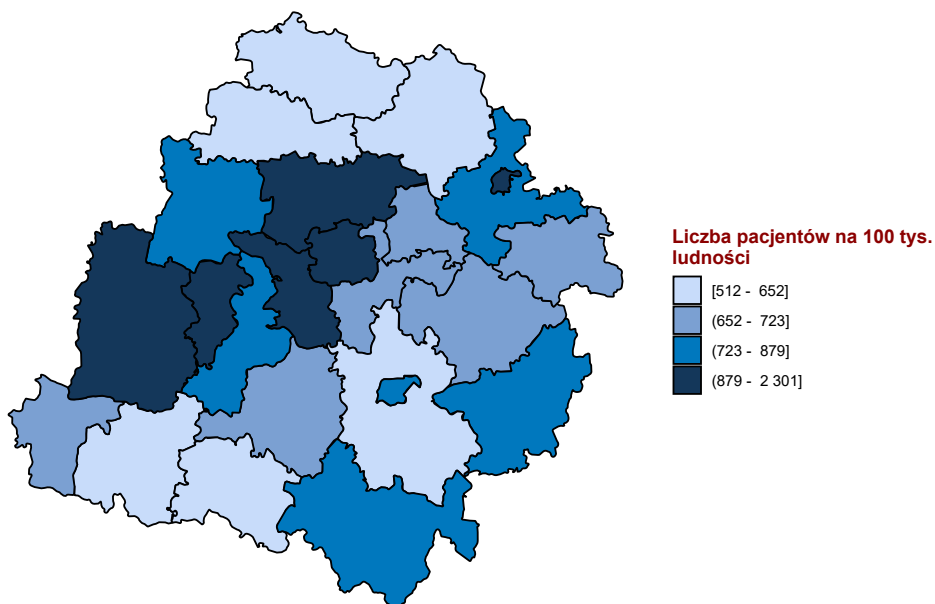 Liczba pacjentów na 100 tys.
ludności
[512 - 652]
(652 - 723]
(723 - 879]
(879 - 2 301]